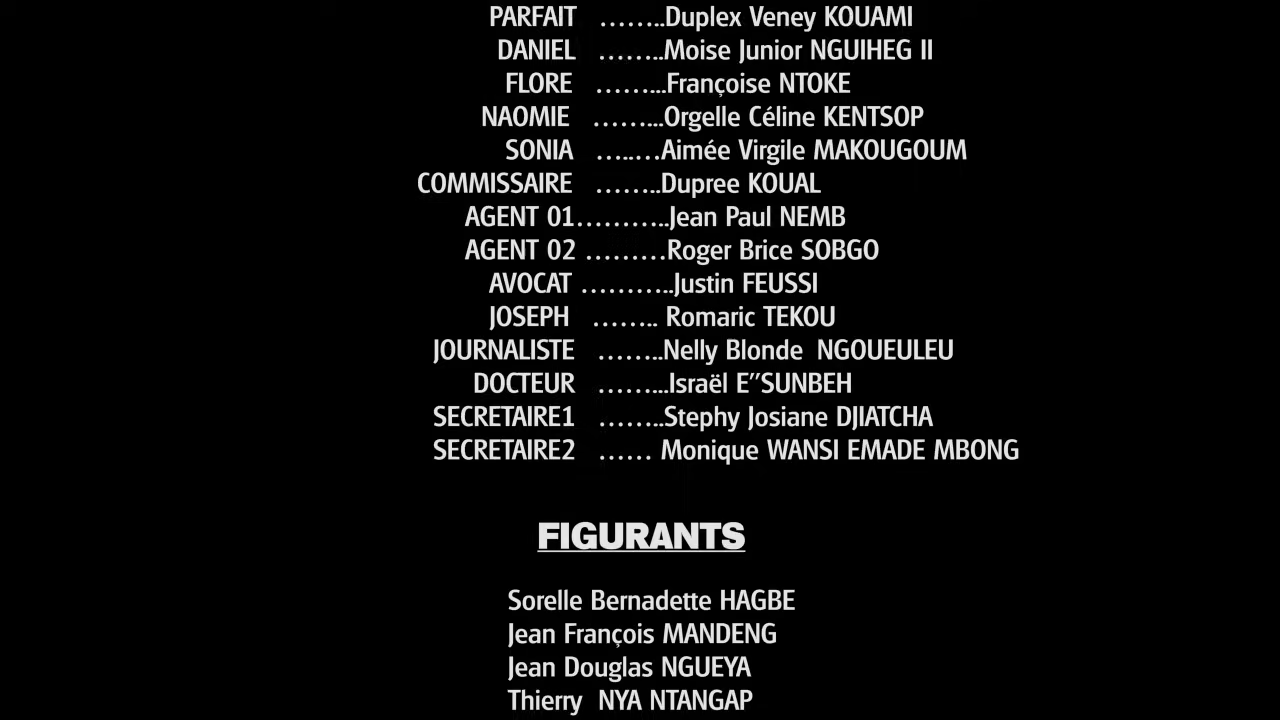 PARFAIT ……..Duplex Veney KOUAMI
DANIEL ……..Moise Junior NGUIHEG II
FLORE ……...Françoise NTOKE
NAOMIE ……...Orgelle Céline KENTSOP
SONIA …..…Aimée Virgile MAKOUGOUM
COMMISSAIRE ……..Dupree KOUAL
AGENT 01………..Jean Paul NEMB
AGENT 02 ………Roger Brice SOBGO
AVOCAT ………..Justin FEUSSI
JOSEPH …….. Romaric TEKOU
JOURNALISTE ……..Nelly Blonde NGOUEULEU
DOCTEUR ……...Israël E’’SUNBEH
SECRETAIRE1 ……..Stephy Josiane DJIATCHA
SECRETAIRE2 …… Monique WANSI EMADE MBONG
FIGURANTS
Sorelle Bernadette HAGBE
Jean François MANDENG
Jean Douglas NGUEYA
Thierry NYA NTANGAP